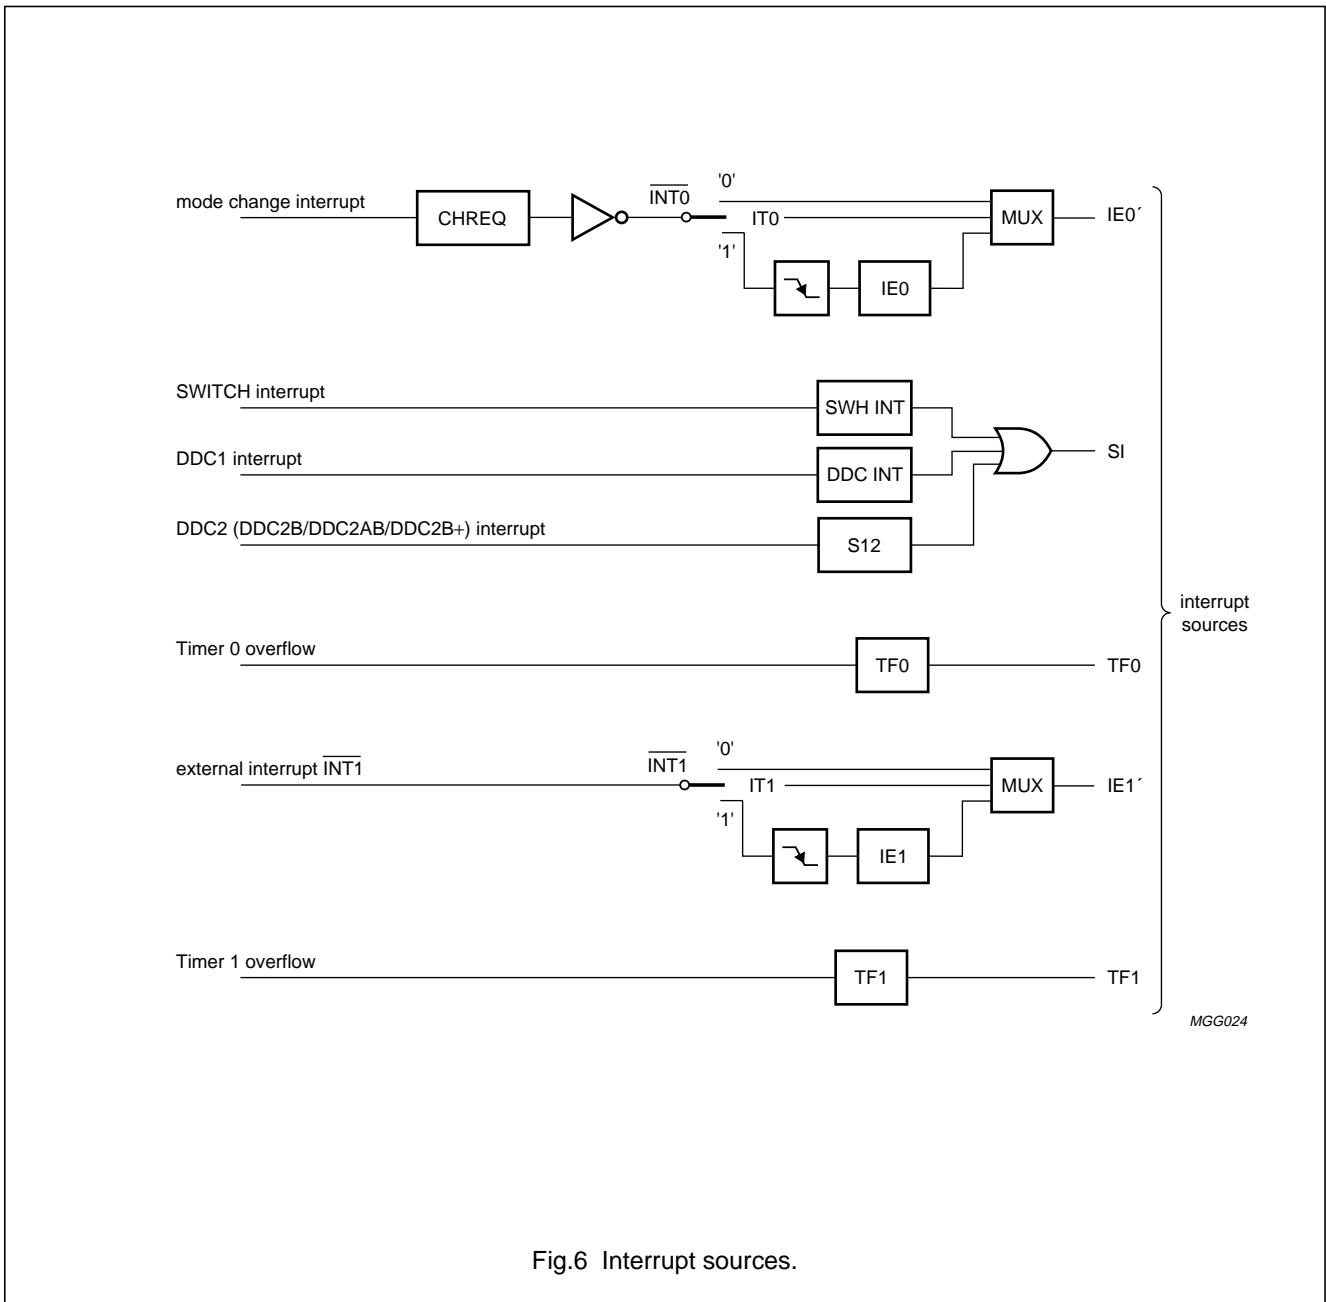 mode change interrupt
CHREQ
INT0
'0'
IT0
'1'
IE0
MUX
IE0´
SWITCH interrupt
SWH INT
DDC1 interrupt
DDC INT
SI
DDC2 (DDC2B/DDC2AB/DDC2B+) interrupt
S12
interrupt
sources
Timer 0 overflow
TF0
TF0
external interrupt INT1
INT1
'0'
IT1
'1'
IE1
MUX
IE1´
Timer 1 overflow
TF1
TF1
MGG024
Fig.6 Interrupt sources.